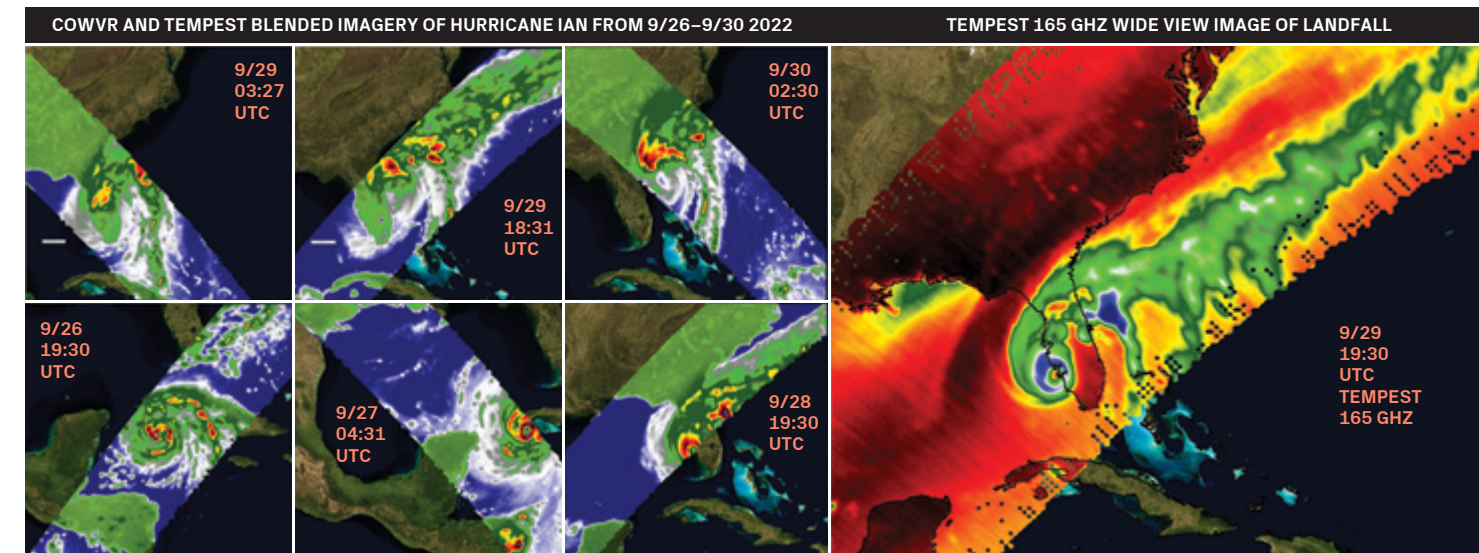 COWVR AND TEMPEST BLENDED IMAGERY OF HURRICANE IAN FROM 9/26–9/30 2022
TEMPEST 165 GHZ WIDE VIEW IMAGE OF LANDFALL
9/29
03:27
UTC
9/29
18:31
UTC
9/30
02:30
UTC
9/26
19:30
UTC
9/27
04:31
UTC
9/28
19:30
UTC
9/29
19:30
UTC
TEMPEST
165 GHZ